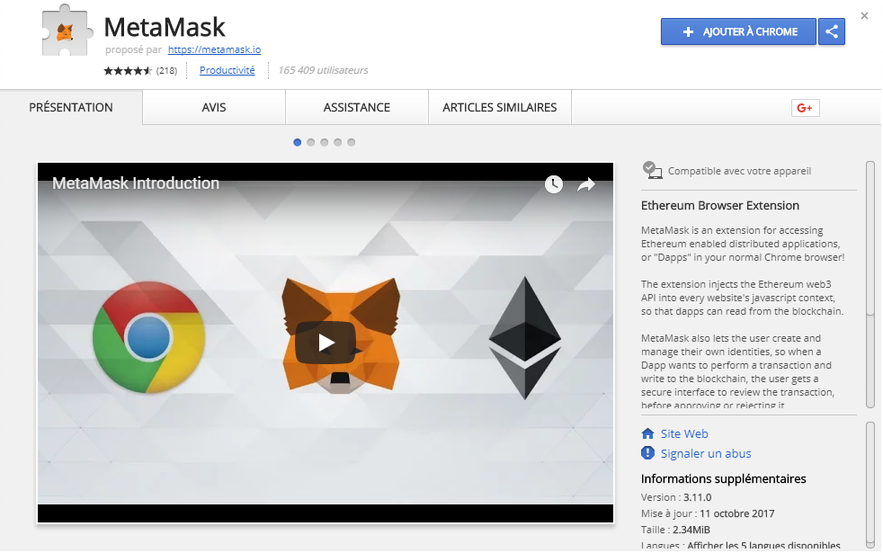 MetaMask
proposé par https://metamask.io
(218) Productivité 165 409 utilisateurs
AJOUTER À CHROME
PRÉSENTATION AVIS ASSISTANCE ARTICLES SIMILAIRES
G+
MetaMask Introduction
Compatible avec votre appareil
Ethereum Browser Extension
MetaMask is an extension for accessing
Ethereum enabled distributed applications,
or "Dapps" in your normal Chrome browser!
The extension injects the Ethereum web3
API into every website's javascript context,
so that dapps can read from the blockchain.
MetaMask also lets the user create and
manage their own identities, so when a
Dapp wants to perform a transaction and
write to the blockchain, the user gets a
secure interface to review the transaction,
before approving or rejecting it
Site Web
Signaler un abus
Informations supplémentaires
Version : 3.11.0
Mise à jour : 11 octobre 2017
Taille : 2.34MiB
Langues : Afficher les 5 langues disponibles